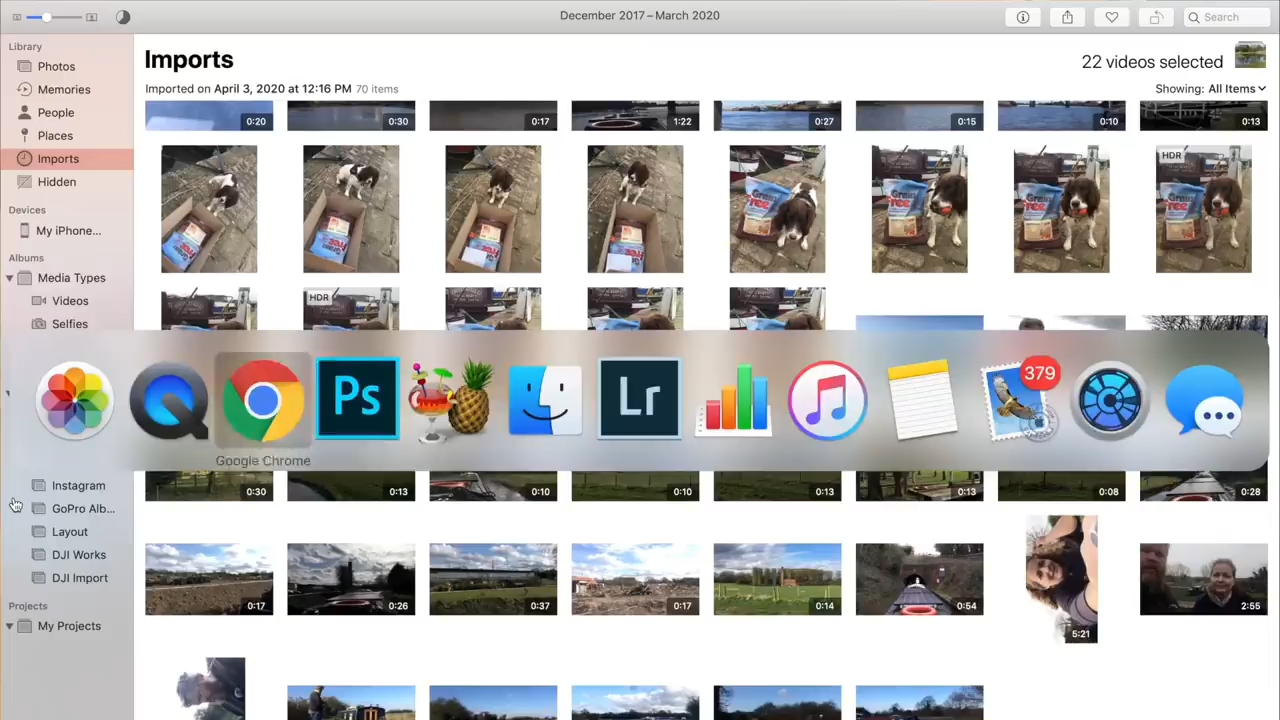 December 2017 – March 2020
Search
Library
Photos
Memories
People
Places
Imports
Hidden
Devices
My iPhone...
Albums
Media Types
Videos
Selfies
Instagram
GoPro Alb...
Layout
DJI Works
DJI Import
Projects
My Projects
Imports
22 videos selected
Imported on April 3, 2020 at 12:16 PM 70 items
Showing: All Items
0:20 0:30 0:17 1:22 0:27 0:15 0:10 0:13
HDR
Grain Free
HDR
Ps
Lr
379
Google Chrome
0:30 0:13 0:10 0:10 0:13 0:13 0:08 0:28
0:17 0:26 0:37 0:17 0:14 0:54 5:21 2:55